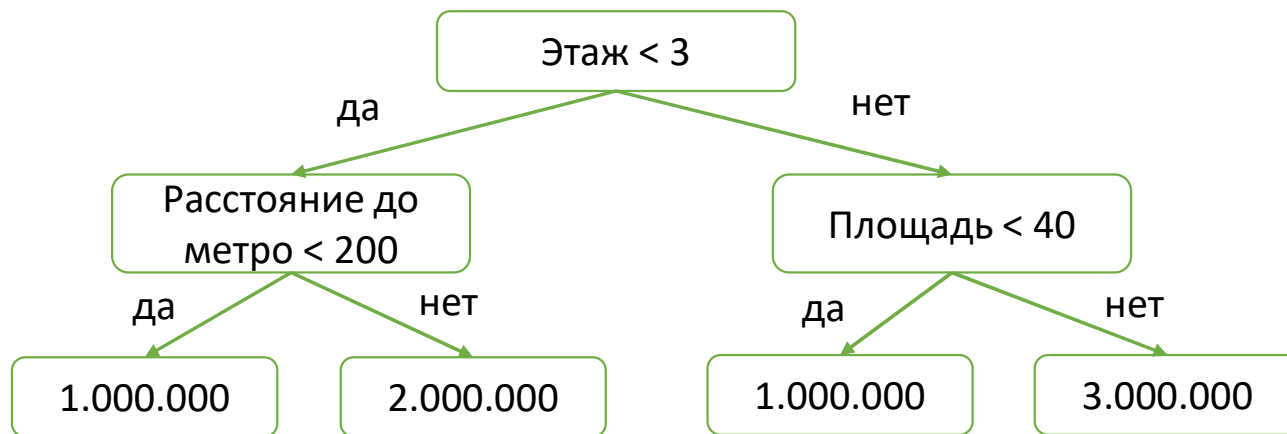 Этаж < 3
да
нет
Расстояние до
метро < 200
Площадь < 40
да
нет
да
нет
1.000.000
2.000.000
1.000.000
3.000.000